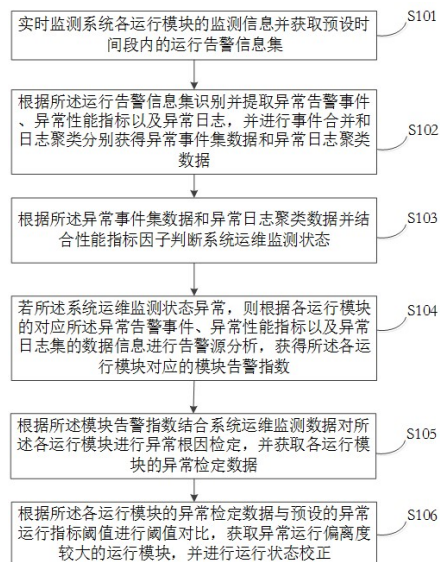 实时监测系统各运行模块的监测信息并获取预设时
间段内的运行告警信息集
S101
根据所述运行告警信息集识别并提取异常告警事件
、异常性能指标以及异常日志，并进行事件合并和
日志聚类分别获得异常事件集数据和异常日志聚类
数据
S102
根据所述异常事件集数据和异常日志聚类数据并结
合性能指标因子判断系统运维监测状态
S103
若所述系统运维监测状态异常，则根据各运行模块
的对应所述异常告警事件、异常性能指标以及异常
日志集的数据信息进行告警源分析，获得所述各运
行模块对应的模块告警指数
S104
根据所述模块告警指数结合系统运维监测数据对所
述各运行模块进行异常根因检定，并获取各运行模
块的异常检定数据
S105
根据所述各运行模块的异常检定数据与预设的异常
运行指标阈值进行阈值对比，获取异常运行偏离度
较大的运行模块，并进行运行状态校正
S106